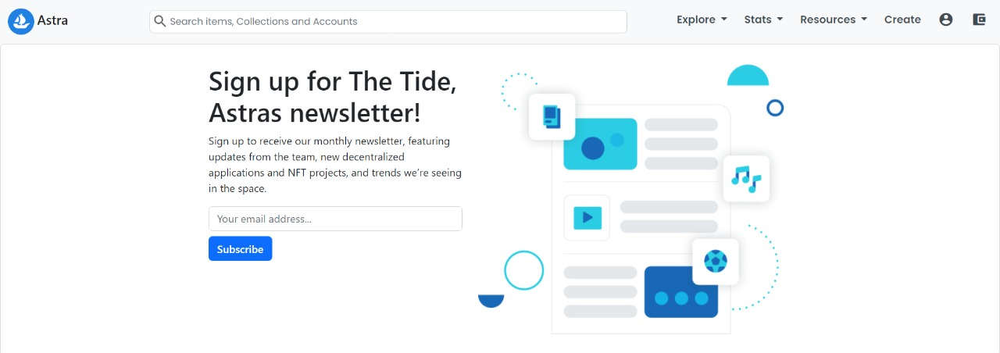 Astra
Search items, Collections and Accounts
Explore
Stats
Resources
Create
Sign up for The Tide,
Astras newsletter!
Sign up to receive our monthly newsletter, featuring
updates from the team, new decentralized
applications and NFT projects, and trends we’re seeing
in the space.
Your email address...
Subscribe